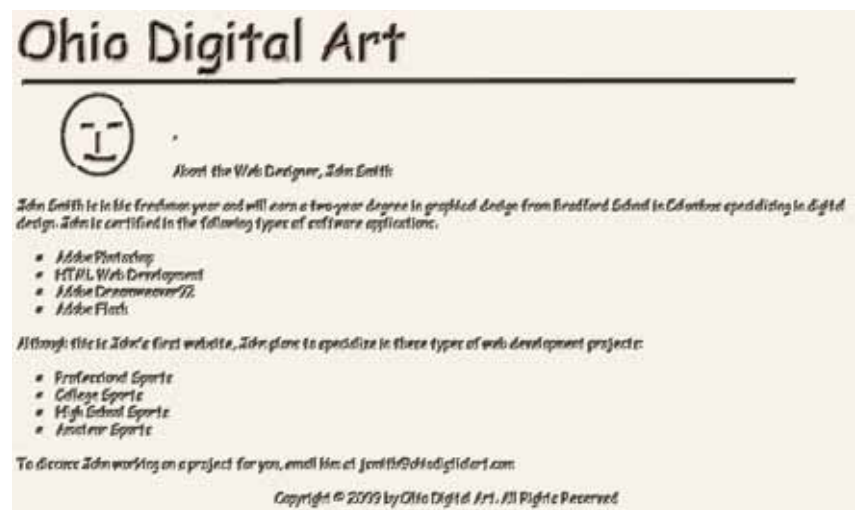 Ohio Digital Art
About the Web Designer, John Smith
John Smith is in his freshman year and will earn a two-year degree in graphical design from Bradford School in Columbus specializing in digital
design. John is certified in the following types of software applications.
• Adobe Photoshop
• HTML Web Development
• Adobe Dreamweaver
• Adobe Flash
Although this is John's first website, John plans to specialize in these types of web development projects:
• Professional Sports
• College Sports
• High School Sports
• Amateur Sports
To discuss John working on a project for you, email him at
Copyright © 2009 by Ohio Digital Art. All Rights Reserved